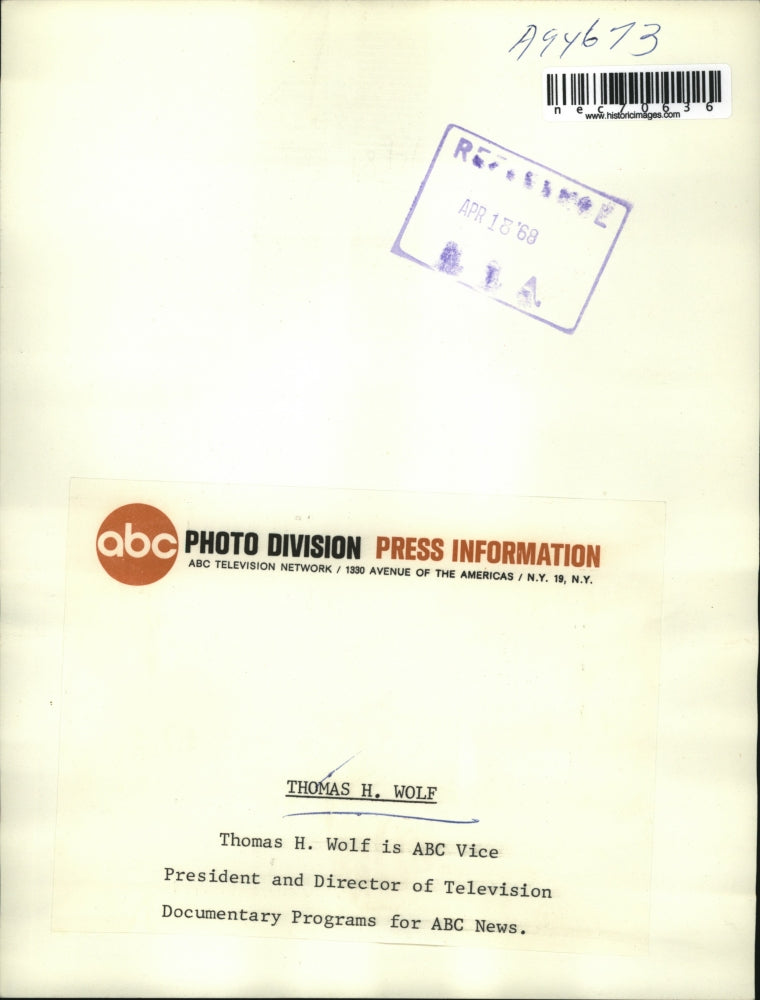 A94673
nec70636
www.historicimages.com
REFERENCE
APR 18 '68
abc PHOTO DIVISION PRESS INFORMATION
ABC TELEVISION NETWORK / 1330 AVENUE OF THE AMERICAS / N.Y. 19, N.Y.
THOMAS H. WOLF
Thomas H. Wolf is ABC Vice
President and Director of Television
Documentary Programs for ABC News.